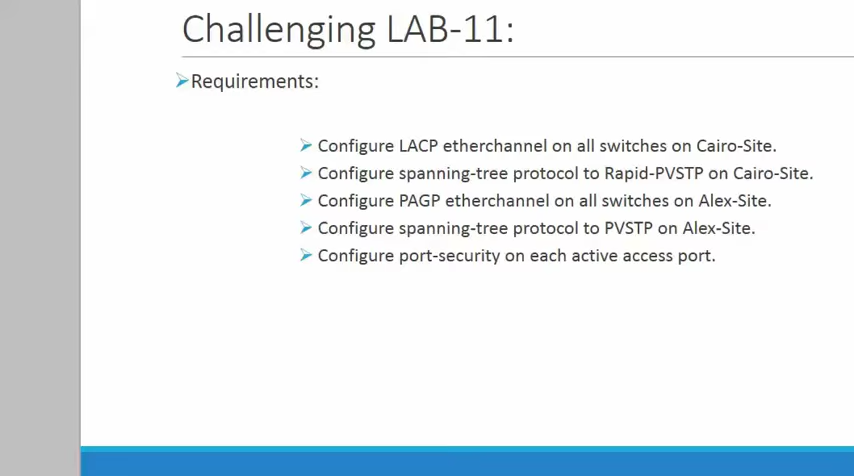 Challenging LAB-11:
Requirements:
Configure LACP etherchannel on all switches on Cairo-Site.
Configure spanning-tree protocol to Rapid-PVSTP on Cairo-Site.
Configure PAGP etherchannel on all switches on Alex-Site.
Configure spanning-tree protocol to PVSTP on Alex-Site.
Configure port-security on each active access port.